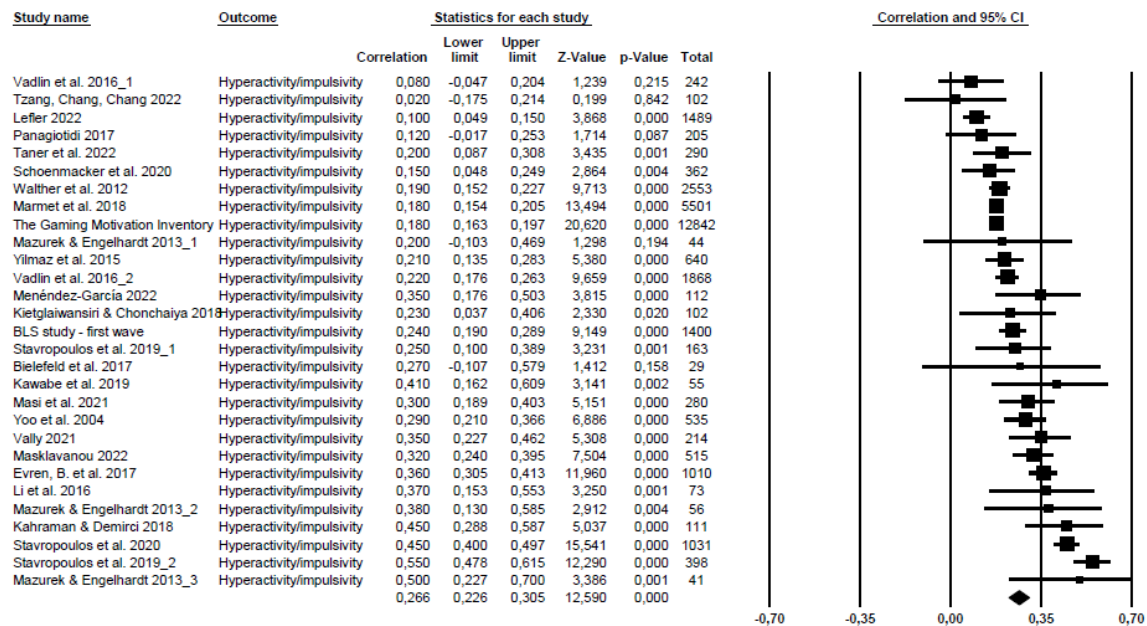 Study name Outcome Statistics for each study Correlation and 95% CI
Lower Upper
Correlation limit limit Z-Value p-Value Total
Vadlin et al. 2016_1 Hyperactivity/impulsivity 0,080 -0,047 0,204 1,239 0,215 242
Tzang, Chang, Chang 2022 Hyperactivity/impulsivity 0,020 -0,175 0,214 0,199 0,842 102
Lefler 2022 Hyperactivity/impulsivity 0,100 0,049 0,150 3,868 0,000 1489
Panagiotidi 2017 Hyperactivity/impulsivity 0,120 -0,017 0,253 1,714 0,087 205
Taner et al. 2022 Hyperactivity/impulsivity 0,200 0,087 0,308 3,435 0,001 290
Schoenmacker et al. 2020 Hyperactivity/impulsivity 0,150 0,048 0,249 2,864 0,004 362
Walther et al. 2012 Hyperactivity/impulsivity 0,190 0,152 0,227 9,713 0,000 2553
Marmet et al. 2018 Hyperactivity/impulsivity 0,180 0,154 0,205 13,494 0,000 5501
The Gaming Motivation Inventory Hyperactivity/impulsivity 0,180 0,163 0,197 20,620 0,000 12842
Mazurek & Engelhardt 2013_1 Hyperactivity/impulsivity 0,200 -0,103 0,469 1,298 0,194 44
Yilmaz et al. 2015 Hyperactivity/impulsivity 0,210 0,135 0,283 5,380 0,000 640
Vadlin et al. 2016_2 Hyperactivity/impulsivity 0,220 0,176 0,263 9,659 0,000 1868
Menéndez-García 2022 Hyperactivity/impulsivity 0,350 0,176 0,503 3,815 0,000 112
Kietglaiwansiri & Chonchaiya 2018 Hyperactivity/impulsivity 0,230 0,037 0,406 2,330 0,020 102
BLS study - first wave Hyperactivity/impulsivity 0,240 0,190 0,289 9,149 0,000 1400
Stavropoulos et al. 2019_1 Hyperactivity/impulsivity 0,250 0,100 0,389 3,231 0,001 163
Bielefeld et al. 2017 Hyperactivity/impulsivity 0,270 -0,107 0,579 1,412 0,158 29
Kawabe et al. 2019 Hyperactivity/impulsivity 0,410 0,162 0,609 3,141 0,002 55
Masi et al. 2021 Hyperactivity/impulsivity 0,300 0,189 0,403 5,151 0,000 280
Yoo et al. 2004 Hyperactivity/impulsivity 0,290 0,210 0,366 6,886 0,000 535
Vally 2021 Hyperactivity/impulsivity 0,350 0,227 0,462 5,308 0,000 214
Masklavanou 2022 Hyperactivity/impulsivity 0,320 0,240 0,395 7,504 0,000 515
Evren, B. et al. 2017 Hyperactivity/impulsivity 0,360 0,305 0,413 11,960 0,000 1010
Li et al. 2016 Hyperactivity/impulsivity 0,370 0,153 0,553 3,250 0,001 73
Mazurek & Engelhardt 2013_2 Hyperactivity/impulsivity 0,380 0,130 0,585 2,912 0,004 56
Kahraman & Demirci 2018 Hyperactivity/impulsivity 0,450 0,288 0,587 5,037 0,000 111
Stavropoulos et al. 2020 Hyperactivity/impulsivity 0,450 0,400 0,497 15,541 0,000 1031
Stavropoulos et al. 2019_2 Hyperactivity/impulsivity 0,550 0,478 0,615 12,290 0,000 398
Mazurek & Engelhardt 2013_3 Hyperactivity/impulsivity 0,500 0,227 0,700 3,386 0,001 41
0,266 0,226 0,305 12,590 0,000
-0,70 -0,35 0,00 0,35 0,70